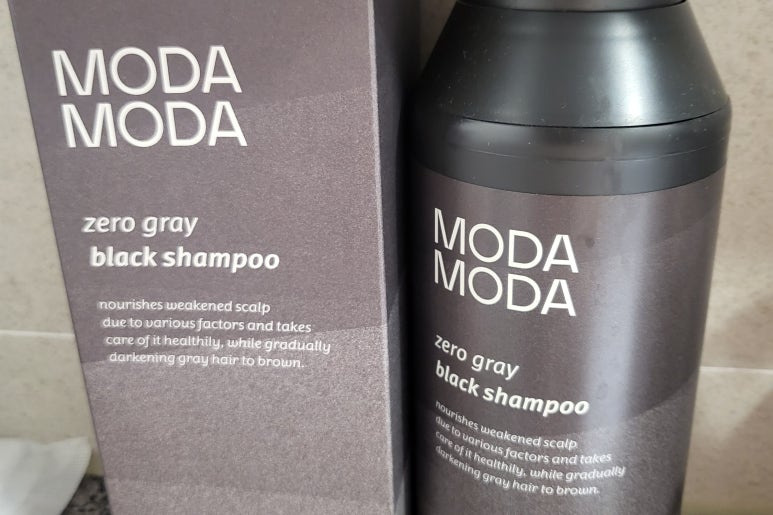 MODA
MODA
zero gray
black shampoo
nourishes weakened scalp
due to various factors and takes
care of it healthily, while gradually
darkening gray hair to brown.
MODA
MODA
zero gray
black shampoo
nourishes weakened scalp
due to various factors and takes
care of it healthily, while gradually
darkening gray hair to brown.